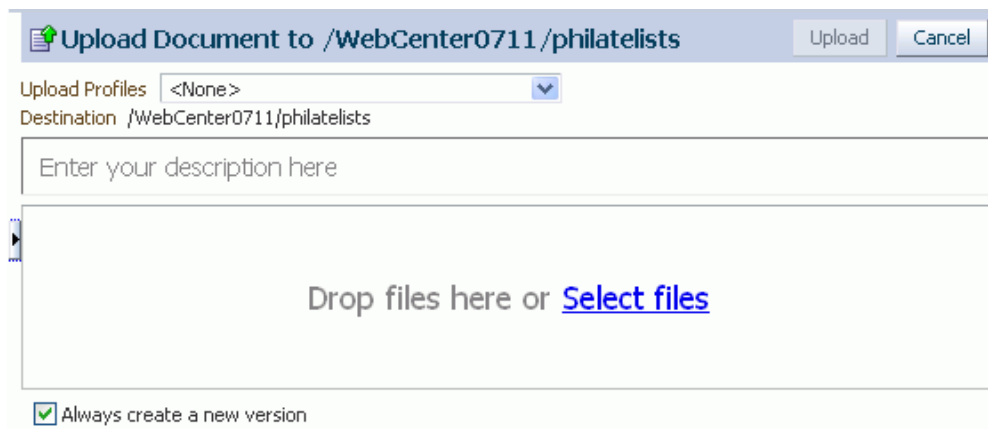 Upload Document to /WebCenter0711/philatelists Upload Cancel
Upload Profiles <None>
Destination /WebCenter0711/philatelists
Enter your description here
Drop files here or Select files
Always create a new version